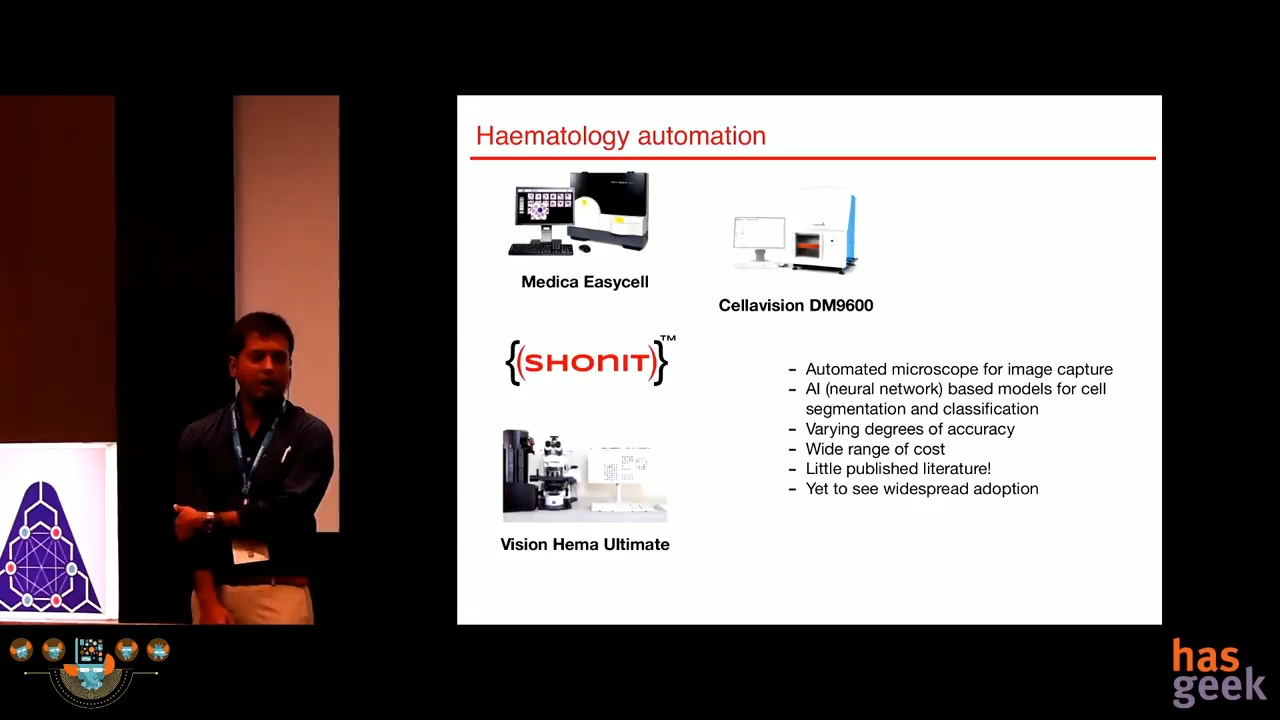 Haematology automation
Medica Easycell
Cellavision DM9600
{(SHONIT)}™
- Automated microscope for image capture
- AI (neural network) based models for cell
segmentation and classification
- Varying degrees of accuracy
- Wide range of cost
- Little published literature!
- Yet to see widespread adoption
Vision Hema Ultimate
has
geek